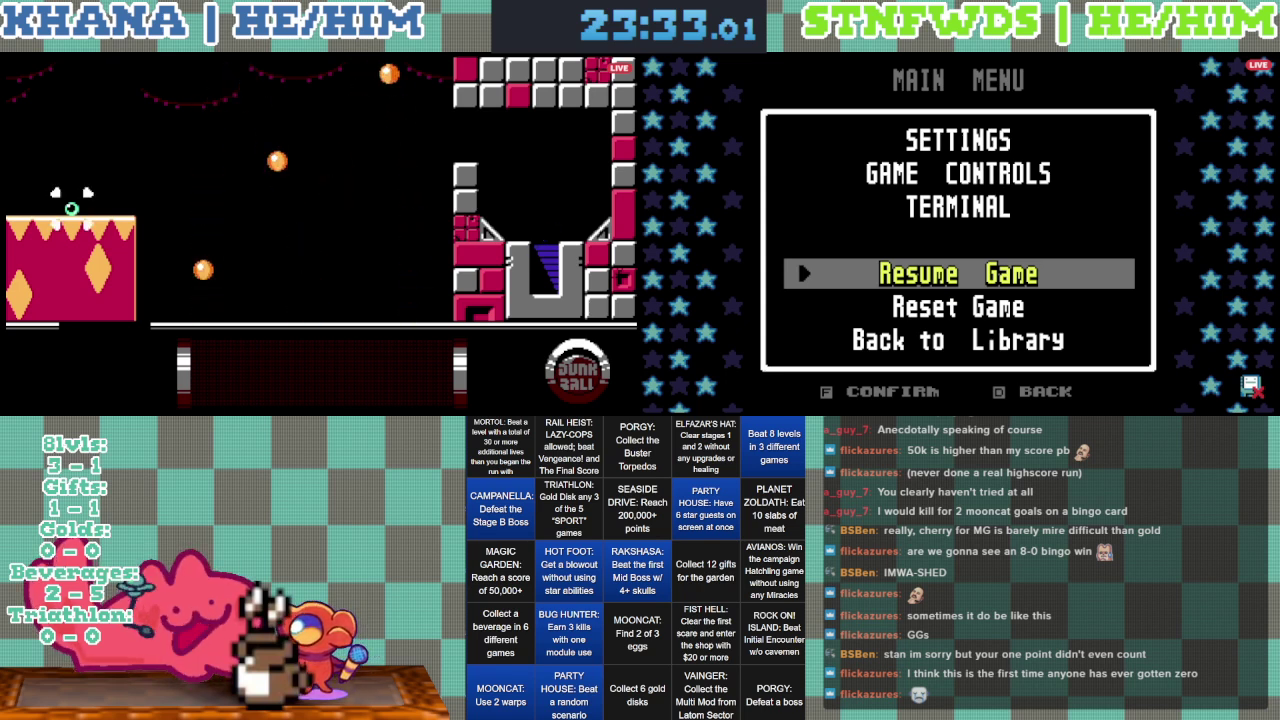 KHANA | HE/HIM
23:33.01
STNFWDS | HE/HIM
LIVE
LIVE
MAIN MENU
SETTINGS
GAME CONTROLS
TERMINAL
Resume Game
Reset Game
Back to Library
F CONFIRM
D BACK
DUNK
BALL
8lvls:
3 - 1
Gifts:
1 - 1
Golds:
0 - 0
Beverages:
2 - 5
Triathlon:
0 - 0
MORTOL: Beat a
level with a total of
30 or more
additional lives
than you began the
run with
RAIL HEIST:
LAZY-COPS
allowed; beat
Vengeance! and
The Final Score
PORGY:
Collect the
Buster
Torpedos
ELFAZAR'S HAT:
Clear stages 1
and 2 without
any upgrades or
healing
Beat 8 levels
in 3 different
games
CAMPANELLA:
Defeat the
Stage B Boss
TRIATHLON:
Gold Disk any 3
of the 5
"SPORT"
games
SEASIDE
DRIVE: Reach
200,000+
points
PARTY
HOUSE: Have
6 star guests on
screen at once
PLANET
ZOLDATH: Eat
10 slabs of
meat
MAGIC
GARDEN:
Reach a score
of 50,000+
HOT FOOT:
Get a blowout
without using
star abilities
RAKSHASA:
Beat the first
Mid Boss w/
4+ skulls
Collect 12 gifts
for the garden
AVIANOS: Win
the campaign
Hatchling game
without using
any Miracles
Collect a
beverage in 6
different
games
BUG HUNTER:
Earn 3 kills
with one
module use
MOONCAT:
Find 2 of 3
eggs
FIST HELL:
Clear the first
scare and enter
the shop with
$20 or more
ROCK ON!
ISLAND: Beat
Initial Encounter
w/o cavemen
MOONCAT:
Use 2 warps
PARTY
HOUSE: Beat
a random
scenario
Collect 6 gold
disks
VAINGER:
Collect the
Multi Mod from
Latom Sector
PORGY:
Defeat a boss
a_guy_7: Anecdotally speaking of course
flickazures: 50k is higher than my score pb
flickazures: (never done a real highscore run)
a_guy_7: You clearly haven't tried at all
a_guy_7: I would kill for 2 mooncat goals on a bingo card
BSBen: really, cherry for MG is barely mire difficult than gold
flickazures: are we gonna see an 8-0 bingo win
BSBen: IMWA-SHED
flickazures:
flickazures: sometimes it do be like this
flickazures: GGs
BSBen: stan im sorry but your one point didn't even count
flickazures: I think this is the first time anyone has ever gotten zero
flickazures: